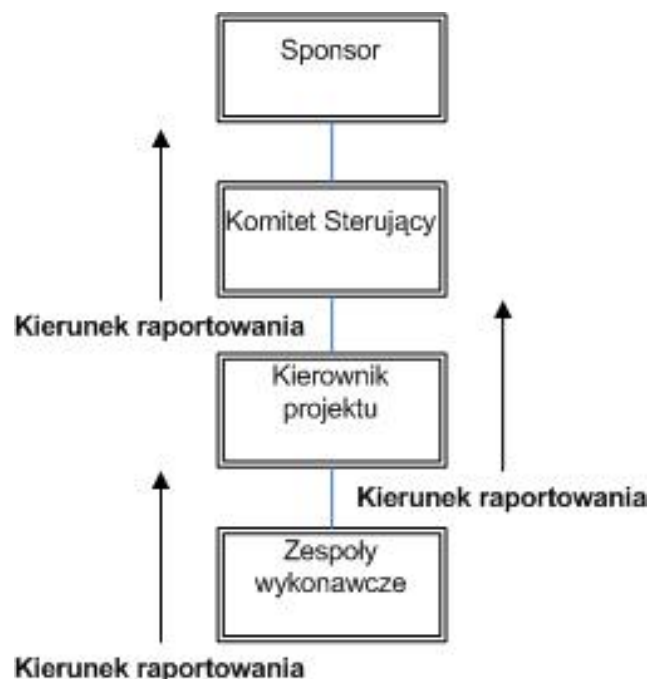 Sponsor
Komitet Sterujący
Kierunek raportowania
Kierownik
projektu
Kierunek raportowania
Zespoły
wykonawcze
Kierunek raportowania